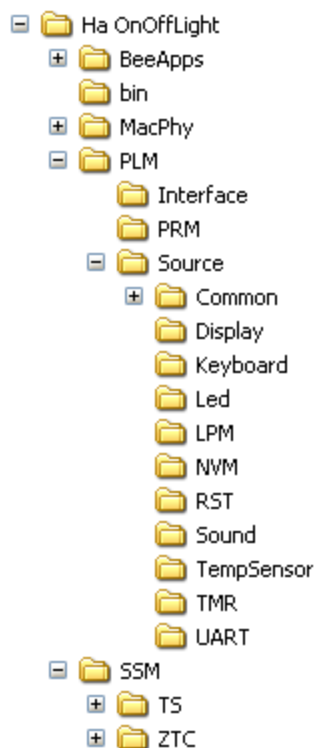 Ha OnOffLight
BeeApps
bin
MacPhy
PLM
Interface
PRM
Source
Common
Display
Keyboard
Led
LPM
NVM
RST
Sound
TempSensor
TMR
UART
SSM
TS
ZTC